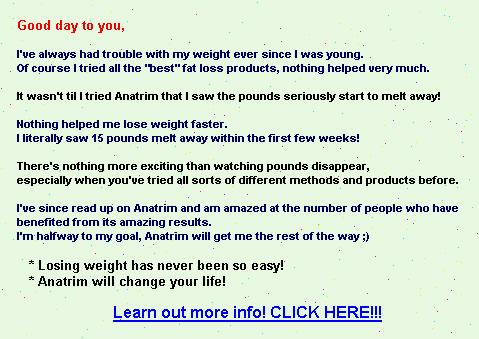 Good day to you,
I've always had trouble with my weight ever since I was young.
Of course I tried all the "best" fat loss products, nothing helped very much.
It wasn't til I tried Anatrim that I saw the pounds seriously start to melt away!
Nothing helped me lose weight faster.
I literally saw 15 pounds melt away within the first few weeks!
There's nothing more exciting than watching pounds disappear,
especially when you've tried all sorts of different methods and products before.
I've since read up on Anatrim and am amazed at the number of people who have
benefited from its amazing results.
I'm halfway to my goal, Anatrim will get me the rest of the way ;)
* Losing weight has never been so easy!
* Anatrim will change your life!
Learn out more info! CLICK HERE!!!